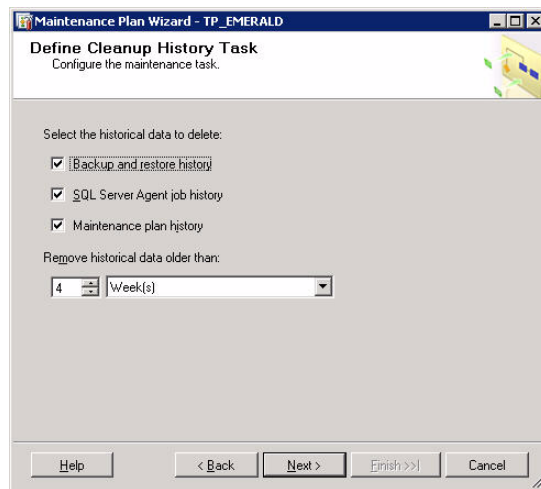 Maintenance Plan Wizard - TP_EMERALD
Define Cleanup History Task
Configure the maintenance task.
Select the historical data to delete:
Backup and restore history
SQL Server Agent job history
Maintenance plan history
Remove historical data older than:
4 Week(s)
Help < Back Next > Finish >>| Cancel